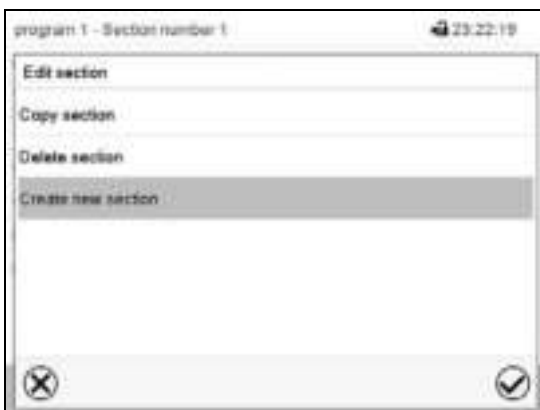 program 1 - Section number 1 23:22:19
Edit section
Copy section
Delete section
Create new section